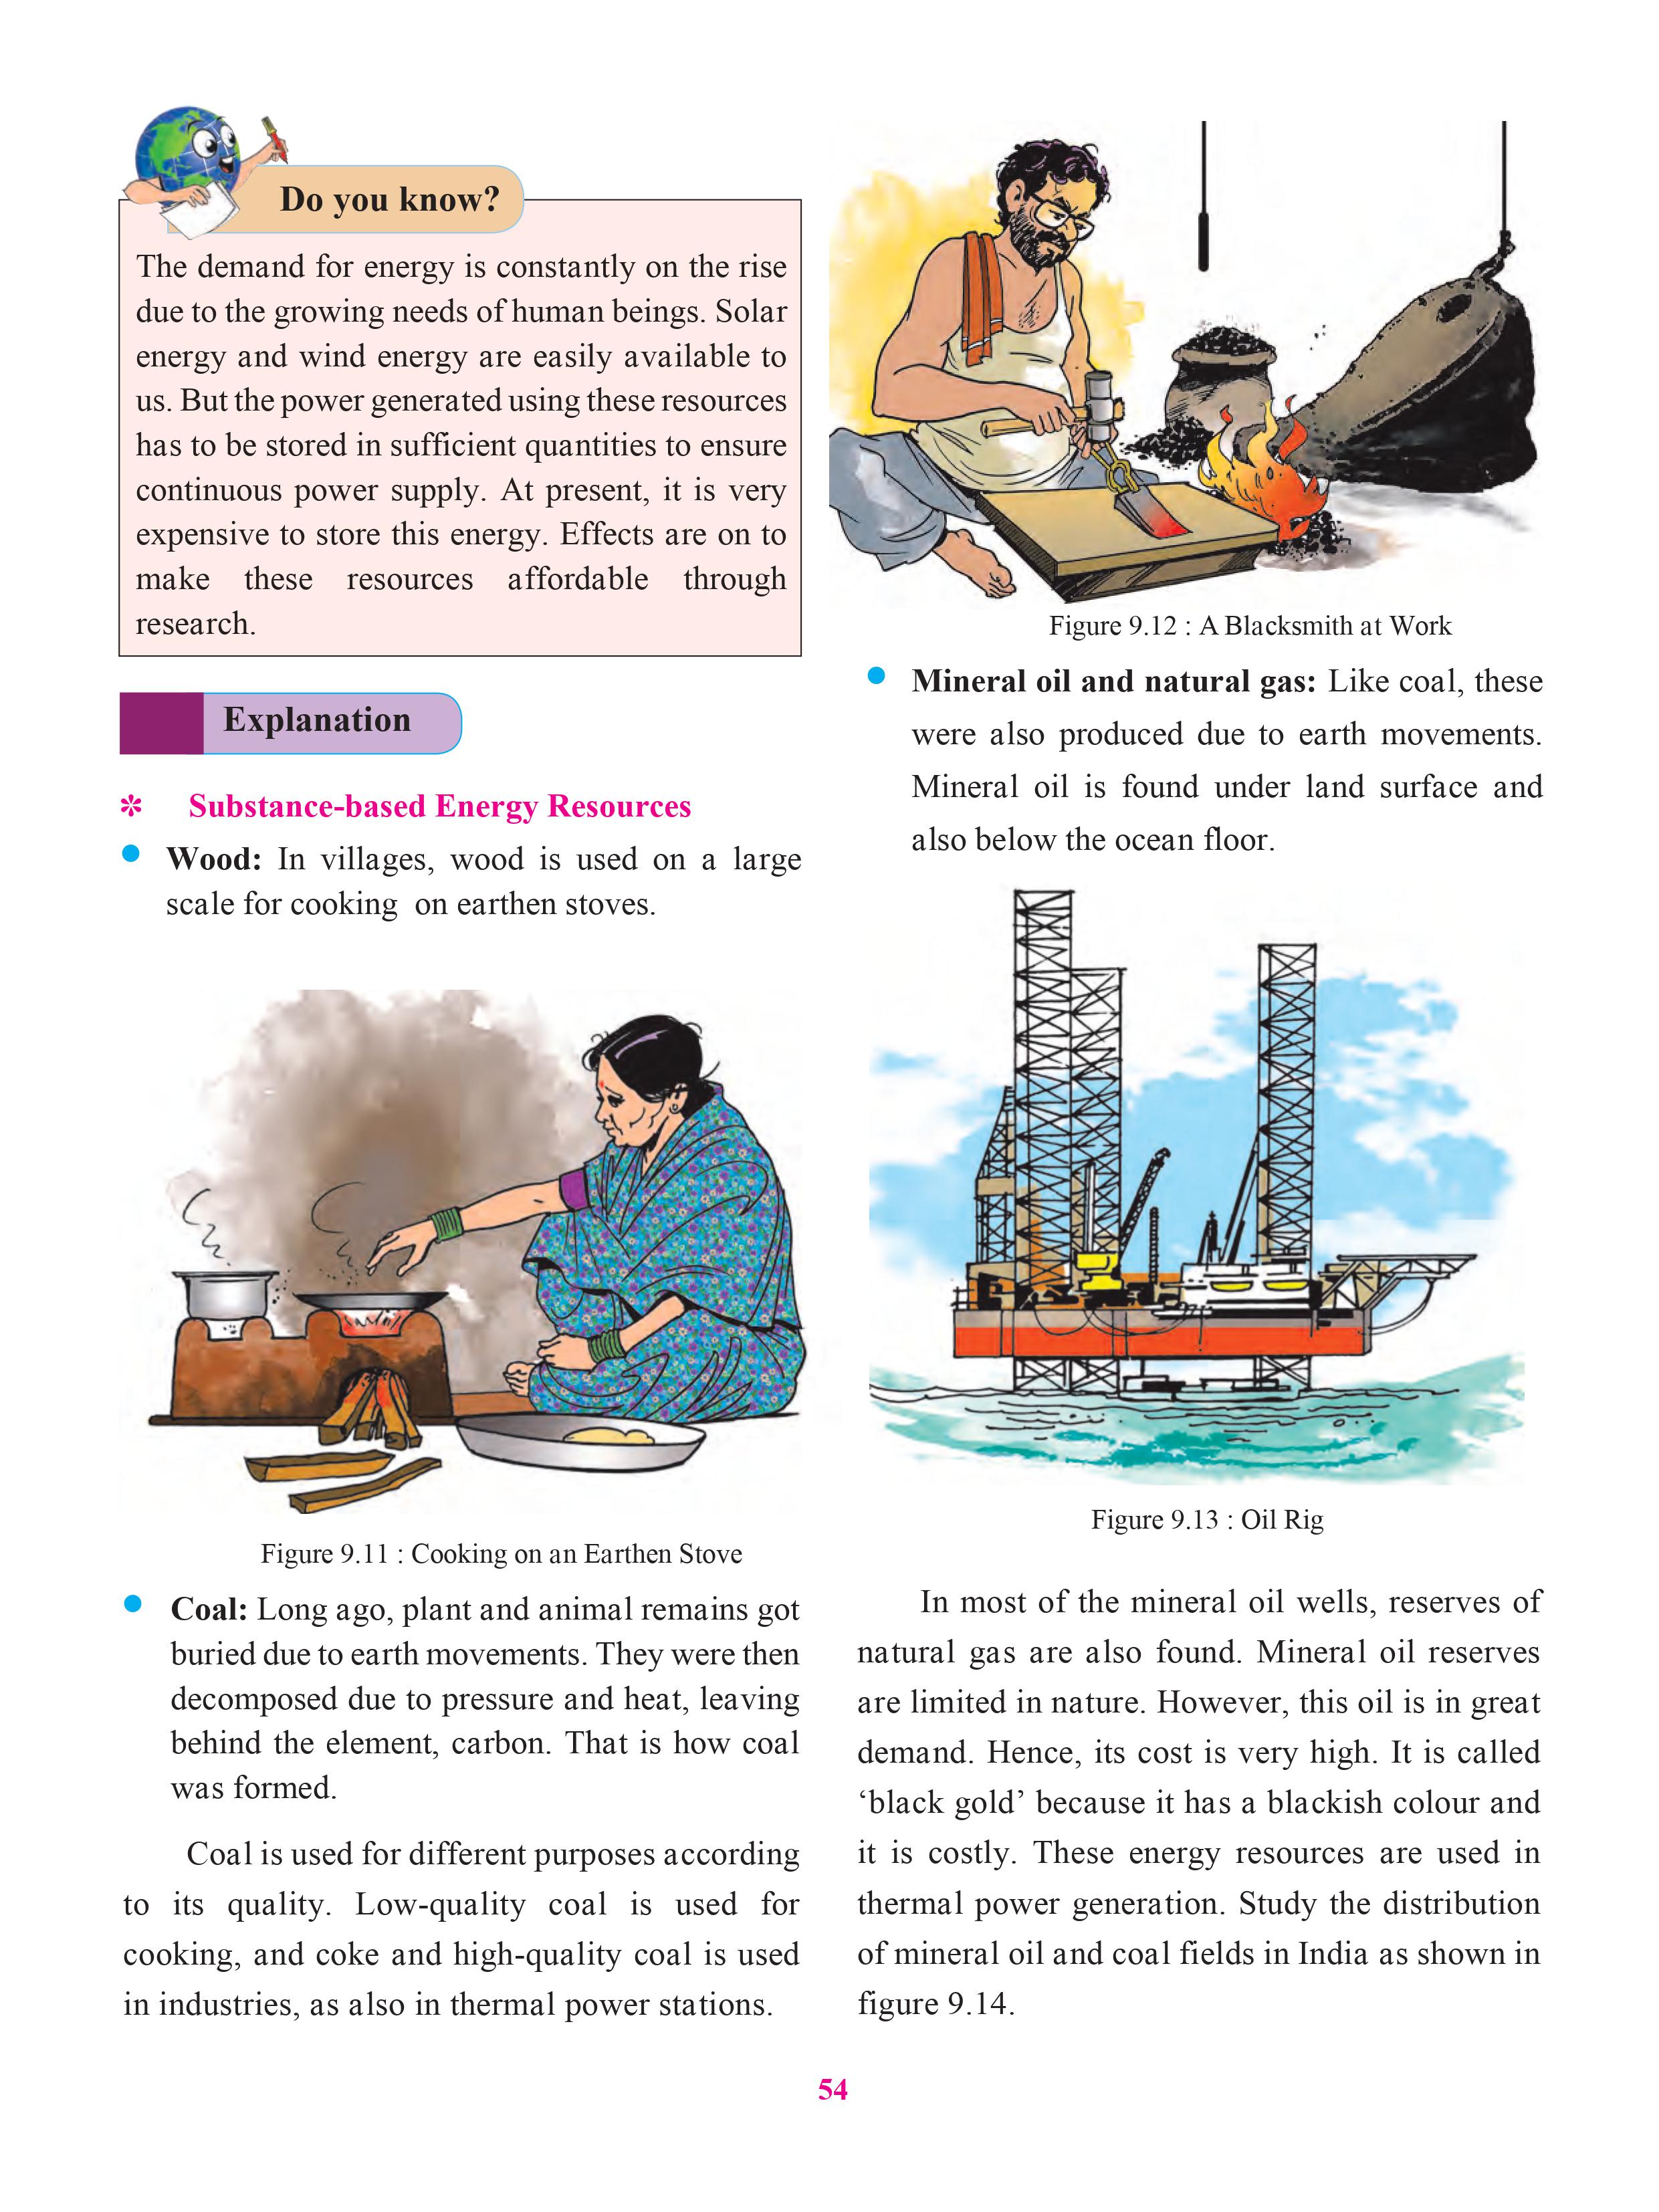 Do you know?
The demand for energy is constantly on the rise
due to the growing needs of human beings. Solar
energy and wind energy are easily available to
us. But the power generated using these resources
has to be stored in sufficient quantities to ensure
continuous power supply. At present, it is very
expensive to store this energy. Effects are on to
make these resources affordable through
research.
Explanation
* Substance-based Energy Resources
• Wood: In villages, wood is used on a large
scale for cooking on earthen stoves.
Figure 9.11 : Cooking on an Earthen Stove
• Coal: Long ago, plant and animal remains got
buried due to earth movements. They were then
decomposed due to pressure and heat, leaving
behind the element, carbon. That is how coal
was formed.
Coal is used for different purposes according
to its quality. Low-quality coal is used for
cooking, and coke and high-quality coal is used
in industries, as also in thermal power stations.
Figure 9.12 : A Blacksmith at Work
• Mineral oil and natural gas: Like coal, these
were also produced due to earth movements.
Mineral oil is found under land surface and
also below the ocean floor.
Figure 9.13 : Oil Rig
In most of the mineral oil wells, reserves of
natural gas are also found. Mineral oil reserves
are limited in nature. However, this oil is in great
demand. Hence, its cost is very high. It is called
‘black gold’ because it has a blackish colour and
it is costly. These energy resources are used in
thermal power generation. Study the distribution
of mineral oil and coal fields in India as shown in
figure 9.14.
54